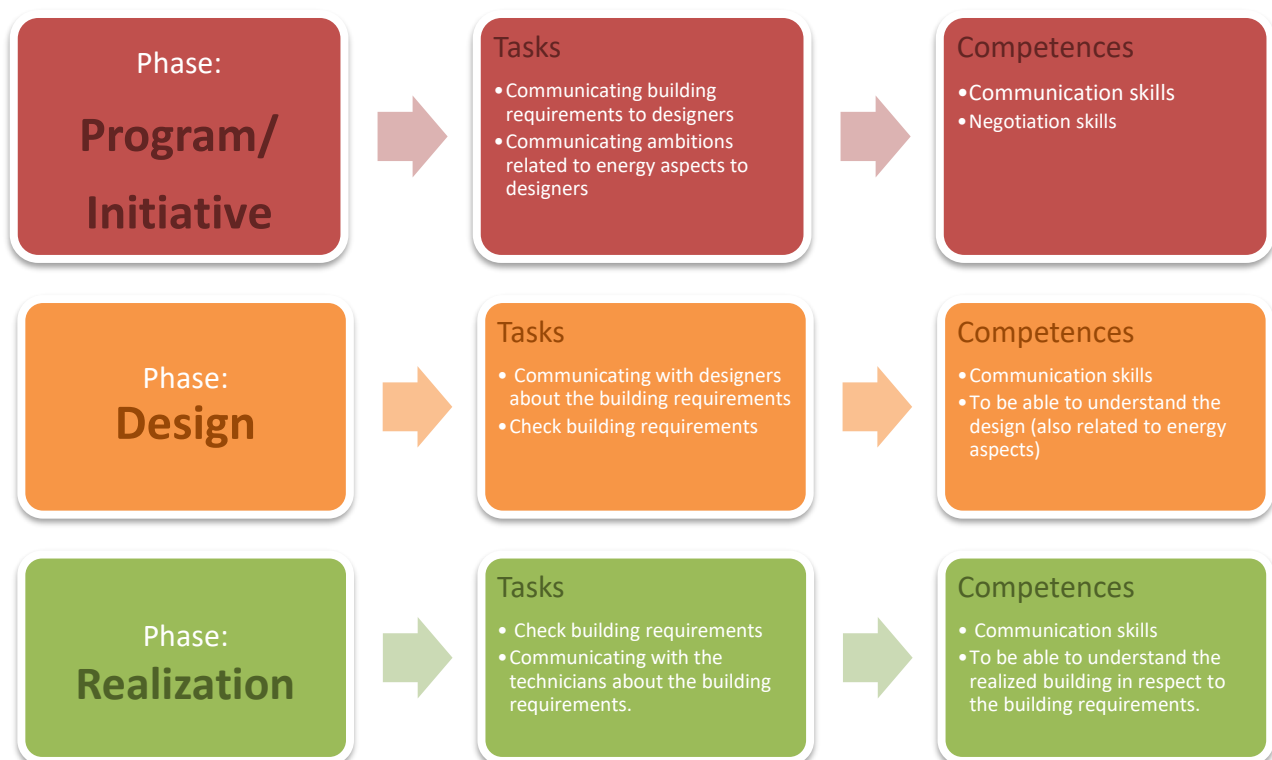 Phase:
Program/
Initiative
Tasks
•Communicating building
requirements to designers
•Communicating ambitions
related to energy aspects to
designers
Competences
•Communication skills
•Negotiation skills
Phase:
Design
Tasks
• Communicating with designers
about the building requirements
•Check building requirements
Competences
•Communication skills
•To be able to understand the
design (also related to energy
aspects)
Phase:
Realization
Tasks
• Check building requirements
•Communicating with the
technicians about the building
requirements.
Competences
• Communication skills
•To be able to understand the
realized building in respect to
the building requirements.